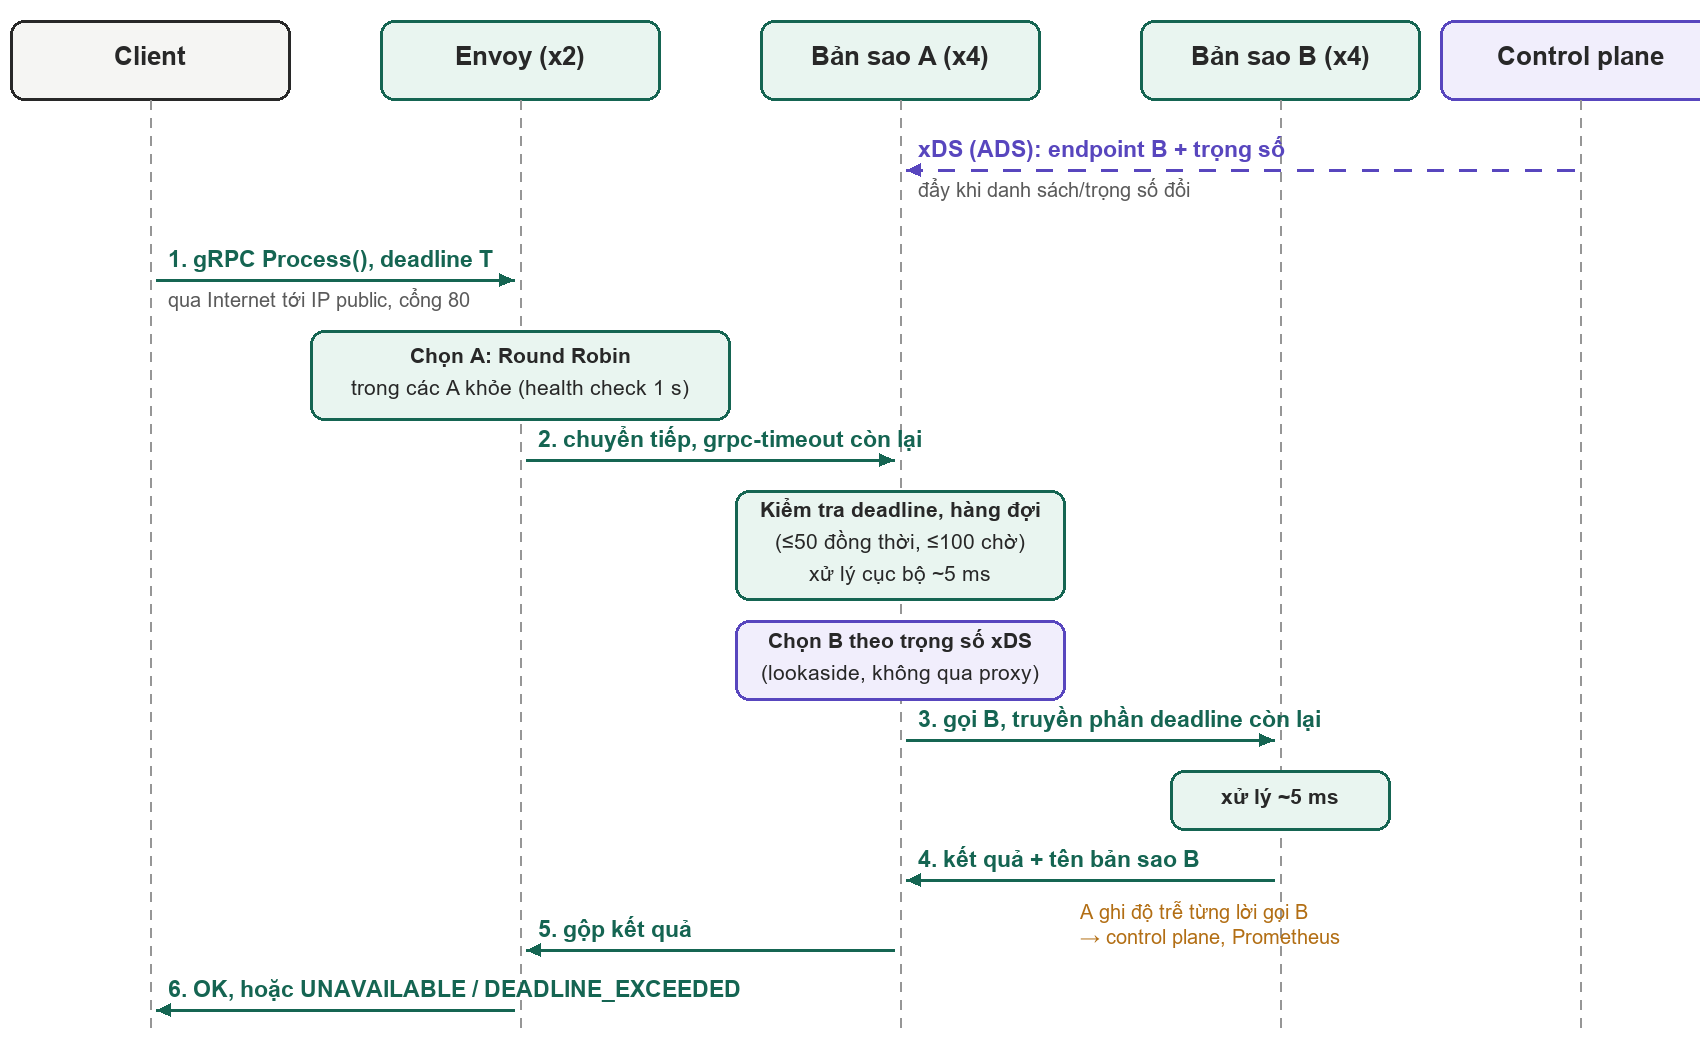 Client
Envoy (x2)
Bản sao A (x4)
Bản sao B (x4)
Control plane
xDS (ADS): endpoint B + trọng số
đẩy khi danh sách/trọng số đổi
1. gRPC Process(), deadline T
qua Internet tới IP public, cổng 80
Chọn A: Round Robin
trong các A khỏe (health check 1 s)
2. chuyển tiếp, grpc-timeout còn lại
Kiểm tra deadline, hàng đợi
(≤50 đồng thời, ≤100 chờ)
xử lý cục bộ ~5 ms
Chọn B theo trọng số xDS
(lookaside, không qua proxy)
3. gọi B, truyền phần deadline còn lại
xử lý ~5 ms
4. kết quả + tên bản sao B
A ghi độ trễ từng lời gọi B
→ control plane, Prometheus
5. gộp kết quả
6. OK, hoặc UNAVAILABLE / DEADLINE_EXCEEDED